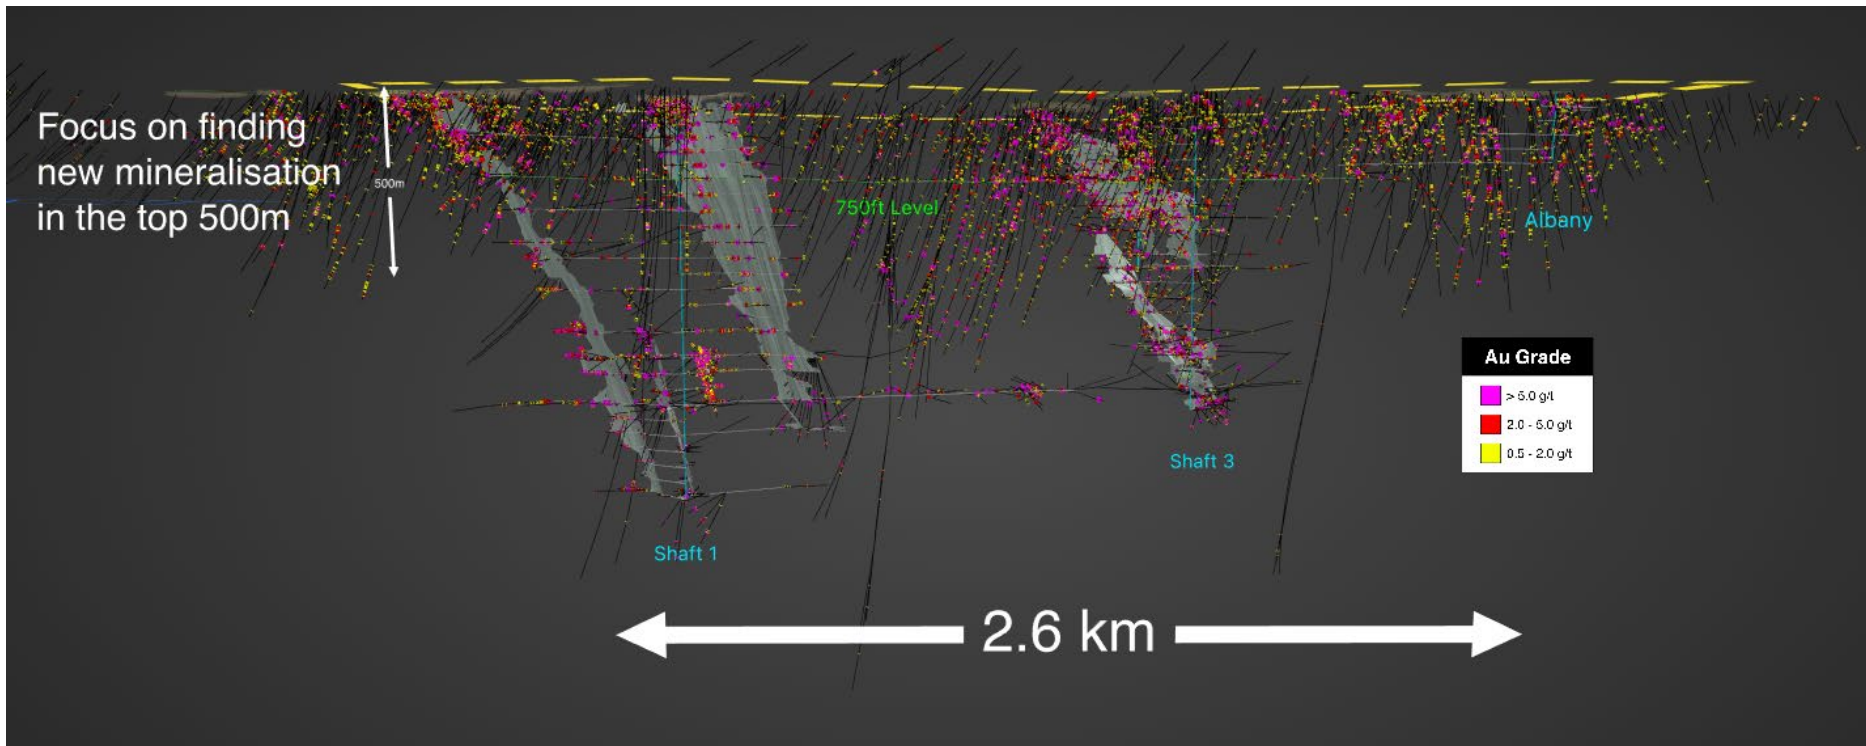 Focus on finding
new mineralisation
in the top 500m
500m
750ft Level
Albany
Au Grade
> 5.0 g/t
2.0 - 5.0 g/t
0.5 - 2.0 g/t
Shaft 3
Shaft 1
2.6 km